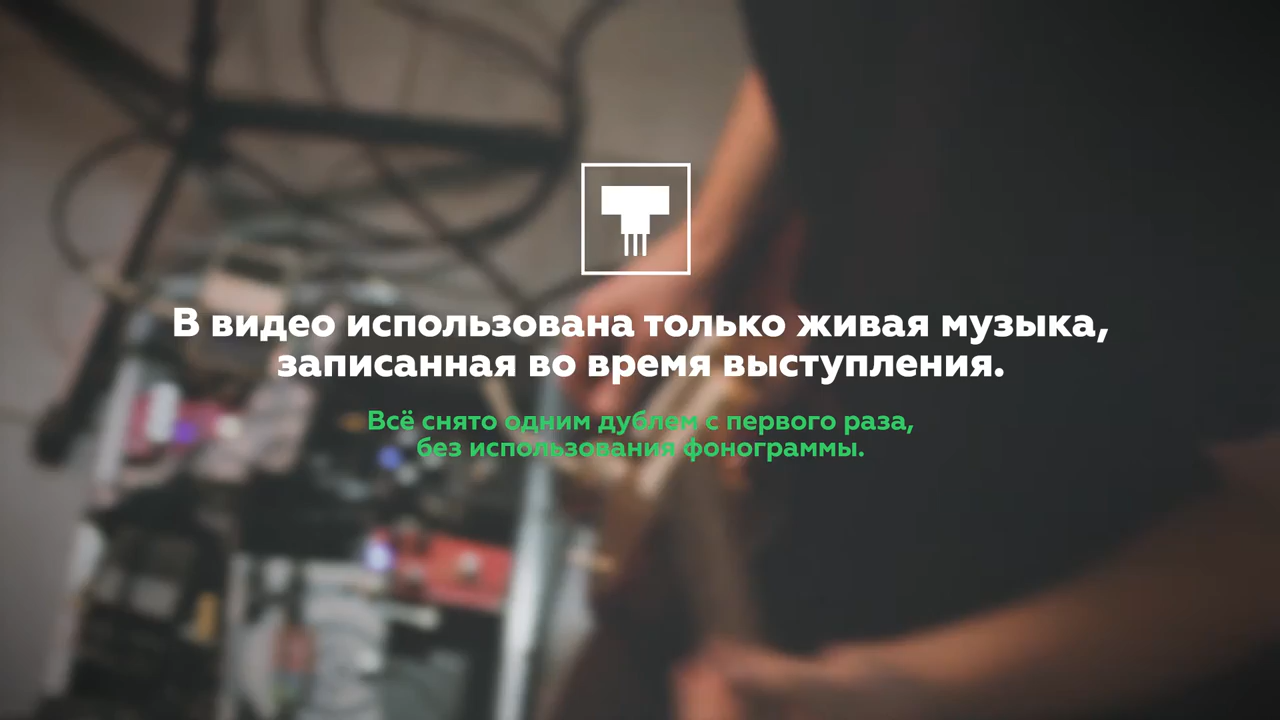 В видео использована только живая музыка,
записанная во время выступления.
Всё снято одним дублем с первого раза,
без использования фонограммы.